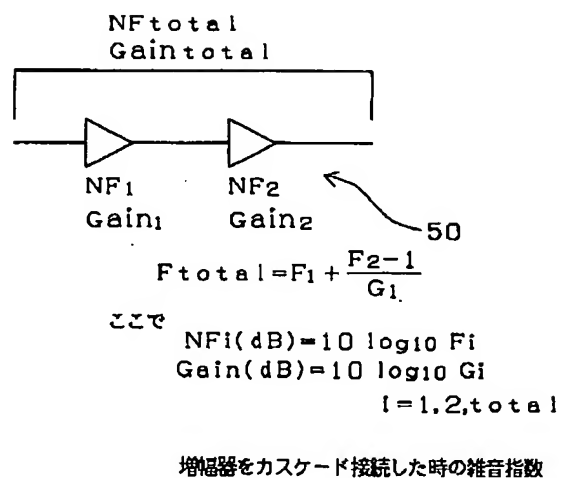 NFtotal
Gaintotal
NF1 NF2
Gain1 Gain2
50
Ftotal=F1+(F2-1)/G1
ここで
NFi(dB)=10 log10 Fi
Gain(dB)=10 log10 Gi
i=1,2,total
増幅器をカスケード接続した時の雑音指数